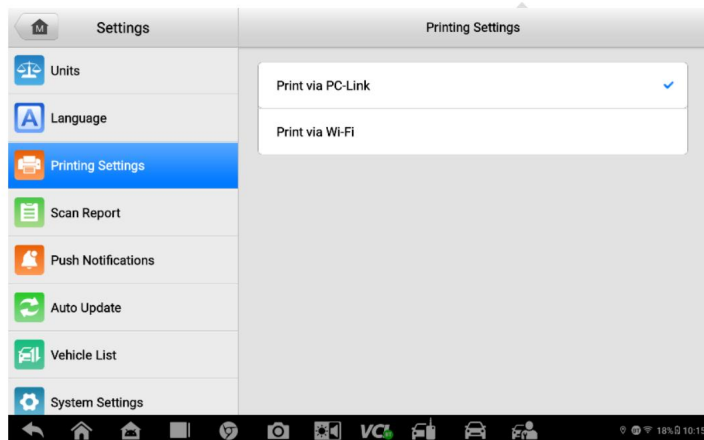 M
Settings
Printing Settings
Units
Print via PC-Link
A Language
Print via Wi-Fi
Printing Settings
Scan Report
Push Notifications
Auto Update
Vehicle List
System Settings
VCI
18% 10:15